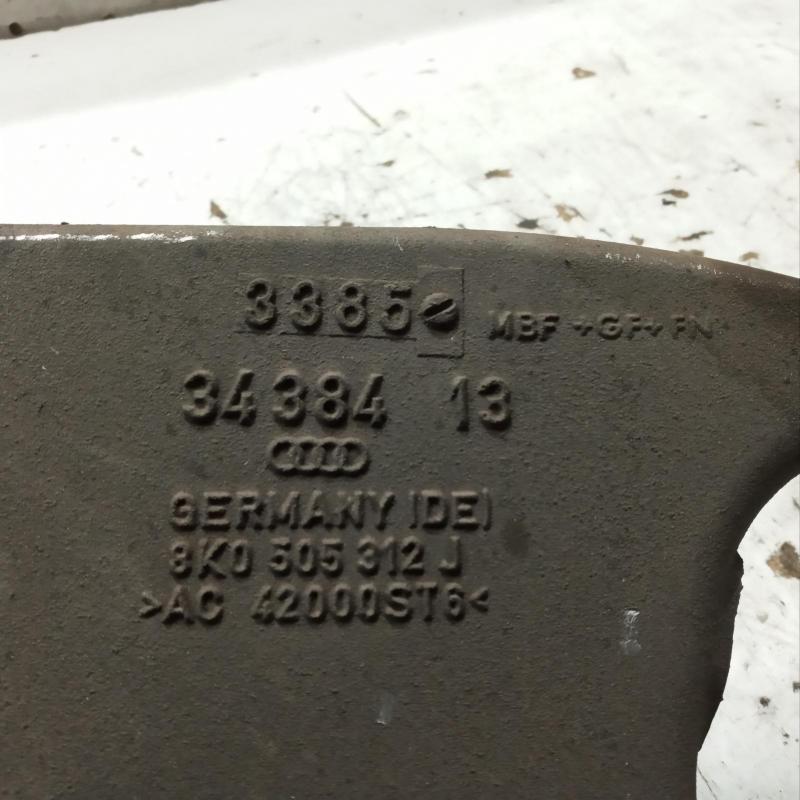 3385 MBF +GF+ FN
34384 13
GERMANY (DE)
8K0 505 312 J
>AC 42000ST6<